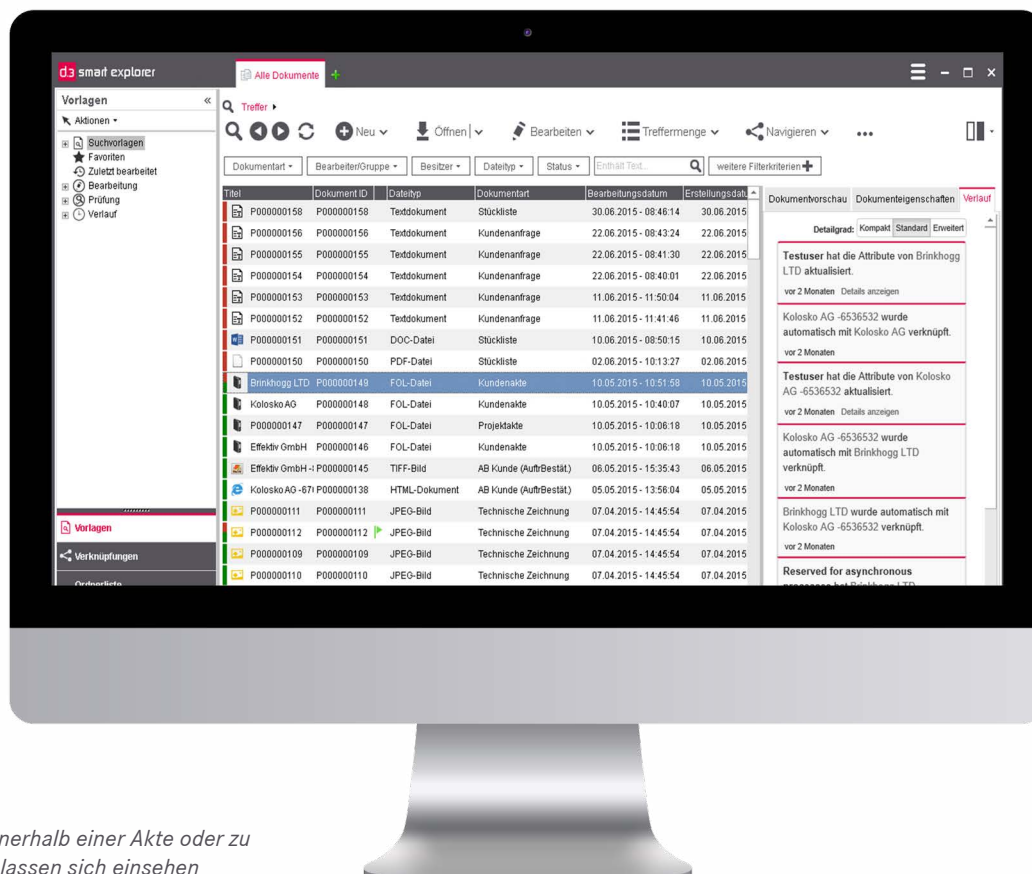 d3 smart explorer
Alle Dokumente
Vorlagen «
Aktionen
Suchvorlagen
Favoriten
Zuletzt bearbeitet
Bearbeitung
Prüfung
Verlauf
Vorlagen
Verknüpfungen
Ordnerliste
Treffer
Neu Öffnen Bearbeiten Treffermenge Navigieren
Dokumentart Bearbeiter/Gruppe Besitzer Dateityp Status Enthält Text... weitere Filterkriterien
Titel Dokument ID Dateityp Dokumentart Bearbeitungsdatum Erstellungsdatu
P000000158 P000000158 Textdokument Stückliste 30.06.2015 - 08:46:14 30.06.2015
P000000156 P000000156 Textdokument Kundenanfrage 22.06.2015 - 08:43:24 22.06.2015
P000000155 P000000155 Textdokument Kundenanfrage 22.06.2015 - 08:41:30 22.06.2015
P000000154 P000000154 Textdokument Kundenanfrage 22.06.2015 - 08:40:01 22.06.2015
P000000153 P000000153 Textdokument Kundenanfrage 11.06.2015 - 11:50:04 11.06.2015
P000000152 P000000152 Textdokument Kundenanfrage 11.06.2015 - 11:41:46 11.06.2015
P000000151 P000000151 DOC-Datei Stückliste 10.06.2015 - 08:50:15 10.06.2015
P000000150 P000000150 PDF-Datei Stückliste 02.06.2015 - 10:13:27 02.06.2015
Brinkhogg LTD P000000149 FOL-Datei Kundenakte 10.05.2015 - 10:51:58 10.05.2015
Kolosko AG P000000148 FOL-Datei Kundenakte 10.05.2015 - 10:40:07 10.05.2015
P000000147 P000000147 FOL-Datei Projektakte 10.05.2015 - 10:06:18 10.05.2015
Effektiv GmbH P000000146 FOL-Datei Kundenakte 10.05.2015 - 10:06:18 10.05.2015
Effektiv GmbH - P000000145 TIFF-Bild AB Kunde (AuftrBestät.) 06.05.2015 - 15:35:43 06.05.2015
Kolosko AG -67 P000000138 HTML-Dokument AB Kunde (AuftrBestät.) 05.05.2015 - 13:56:04 05.05.2015
P000000111 P000000111 JPEG-Bild Technische Zeichnung 07.04.2015 - 14:45:54 07.04.2015
P000000112 P000000112 JPEG-Bild Technische Zeichnung 07.04.2015 - 14:45:54 07.04.2015
P000000109 P000000109 JPEG-Bild Technische Zeichnung 07.04.2015 - 14:45:54 07.04.2015
P000000110 P000000110 JPEG-Bild Technische Zeichnung 07.04.2015 - 14:45:54 07.04.2015
Dokumentvorschau Dokumenteigenschaften Verlauf
Detailgrad: Kompakt Standard Erweitert
Testuser hat die Attribute von Brinkhogg
LTD aktualisiert.
vor 2 Monaten Details anzeigen
Kolosko AG -6536532 wurde
automatisch mit Kolosko AG verknüpft.
vor 2 Monaten
Testuser hat die Attribute von Kolosko
AG -6536532 aktualisiert.
vor 2 Monaten Details anzeigen
Kolosko AG -6536532 wurde
automatisch mit Brinkhogg LTD
verknüpft.
vor 2 Monaten
Brinkhogg LTD wurde automatisch mit
Kolosko AG -6536532 verknüpft.
vor 2 Monaten
Reserved for asynchronous
processes hat Brinkhogg LTD
nerhalb einer Akte oder zu
lassen sich einsehen